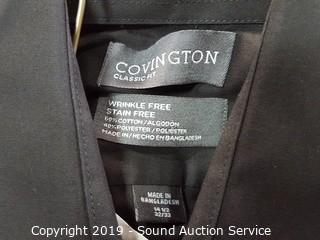 COVINGTON
CLASSIC FIT
WRINKLE FREE
STAIN FREE
60% COTTON / ALGODÓN
40% POLYESTER / POLIESTER
MADE IN / HECHO EN BANGLADESH
MADE IN
BANGLADESH
14 1/2
32/33
Copyright 2019 - Sound Auction Service